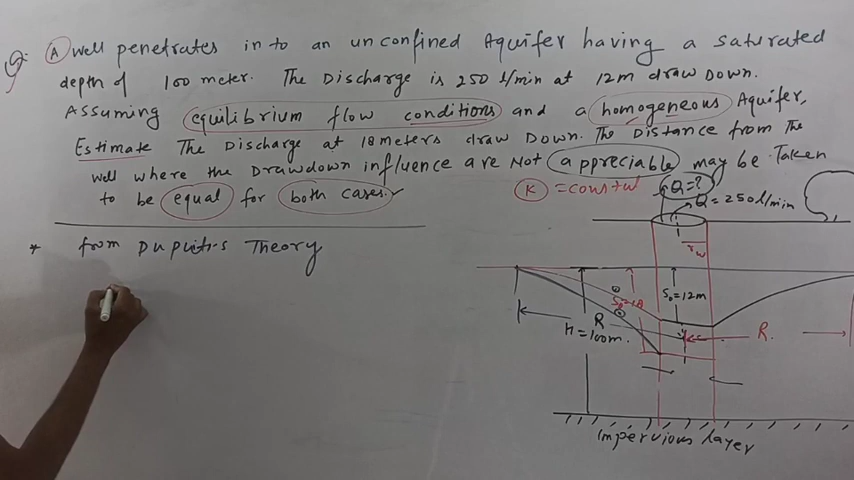 Q: A well penetrates in to an unconfined Aquifer having a saturated
depth of 100 meter. The Discharge is 250 l/min at 12m draw Down.
Assuming equilibrium flow conditions and a homogeneous Aquifer,
Estimate The Discharge at 18 meters draw Down. The Distance from The
well where the Drawdown influence are Not appreciable may be Taken
to be equal for both cases.
K = const
Q = ?
Q = 250 l/min
* from Dupuit's Theory
rw
S0=12m
R
H = 100m.
R.
Impervious layer